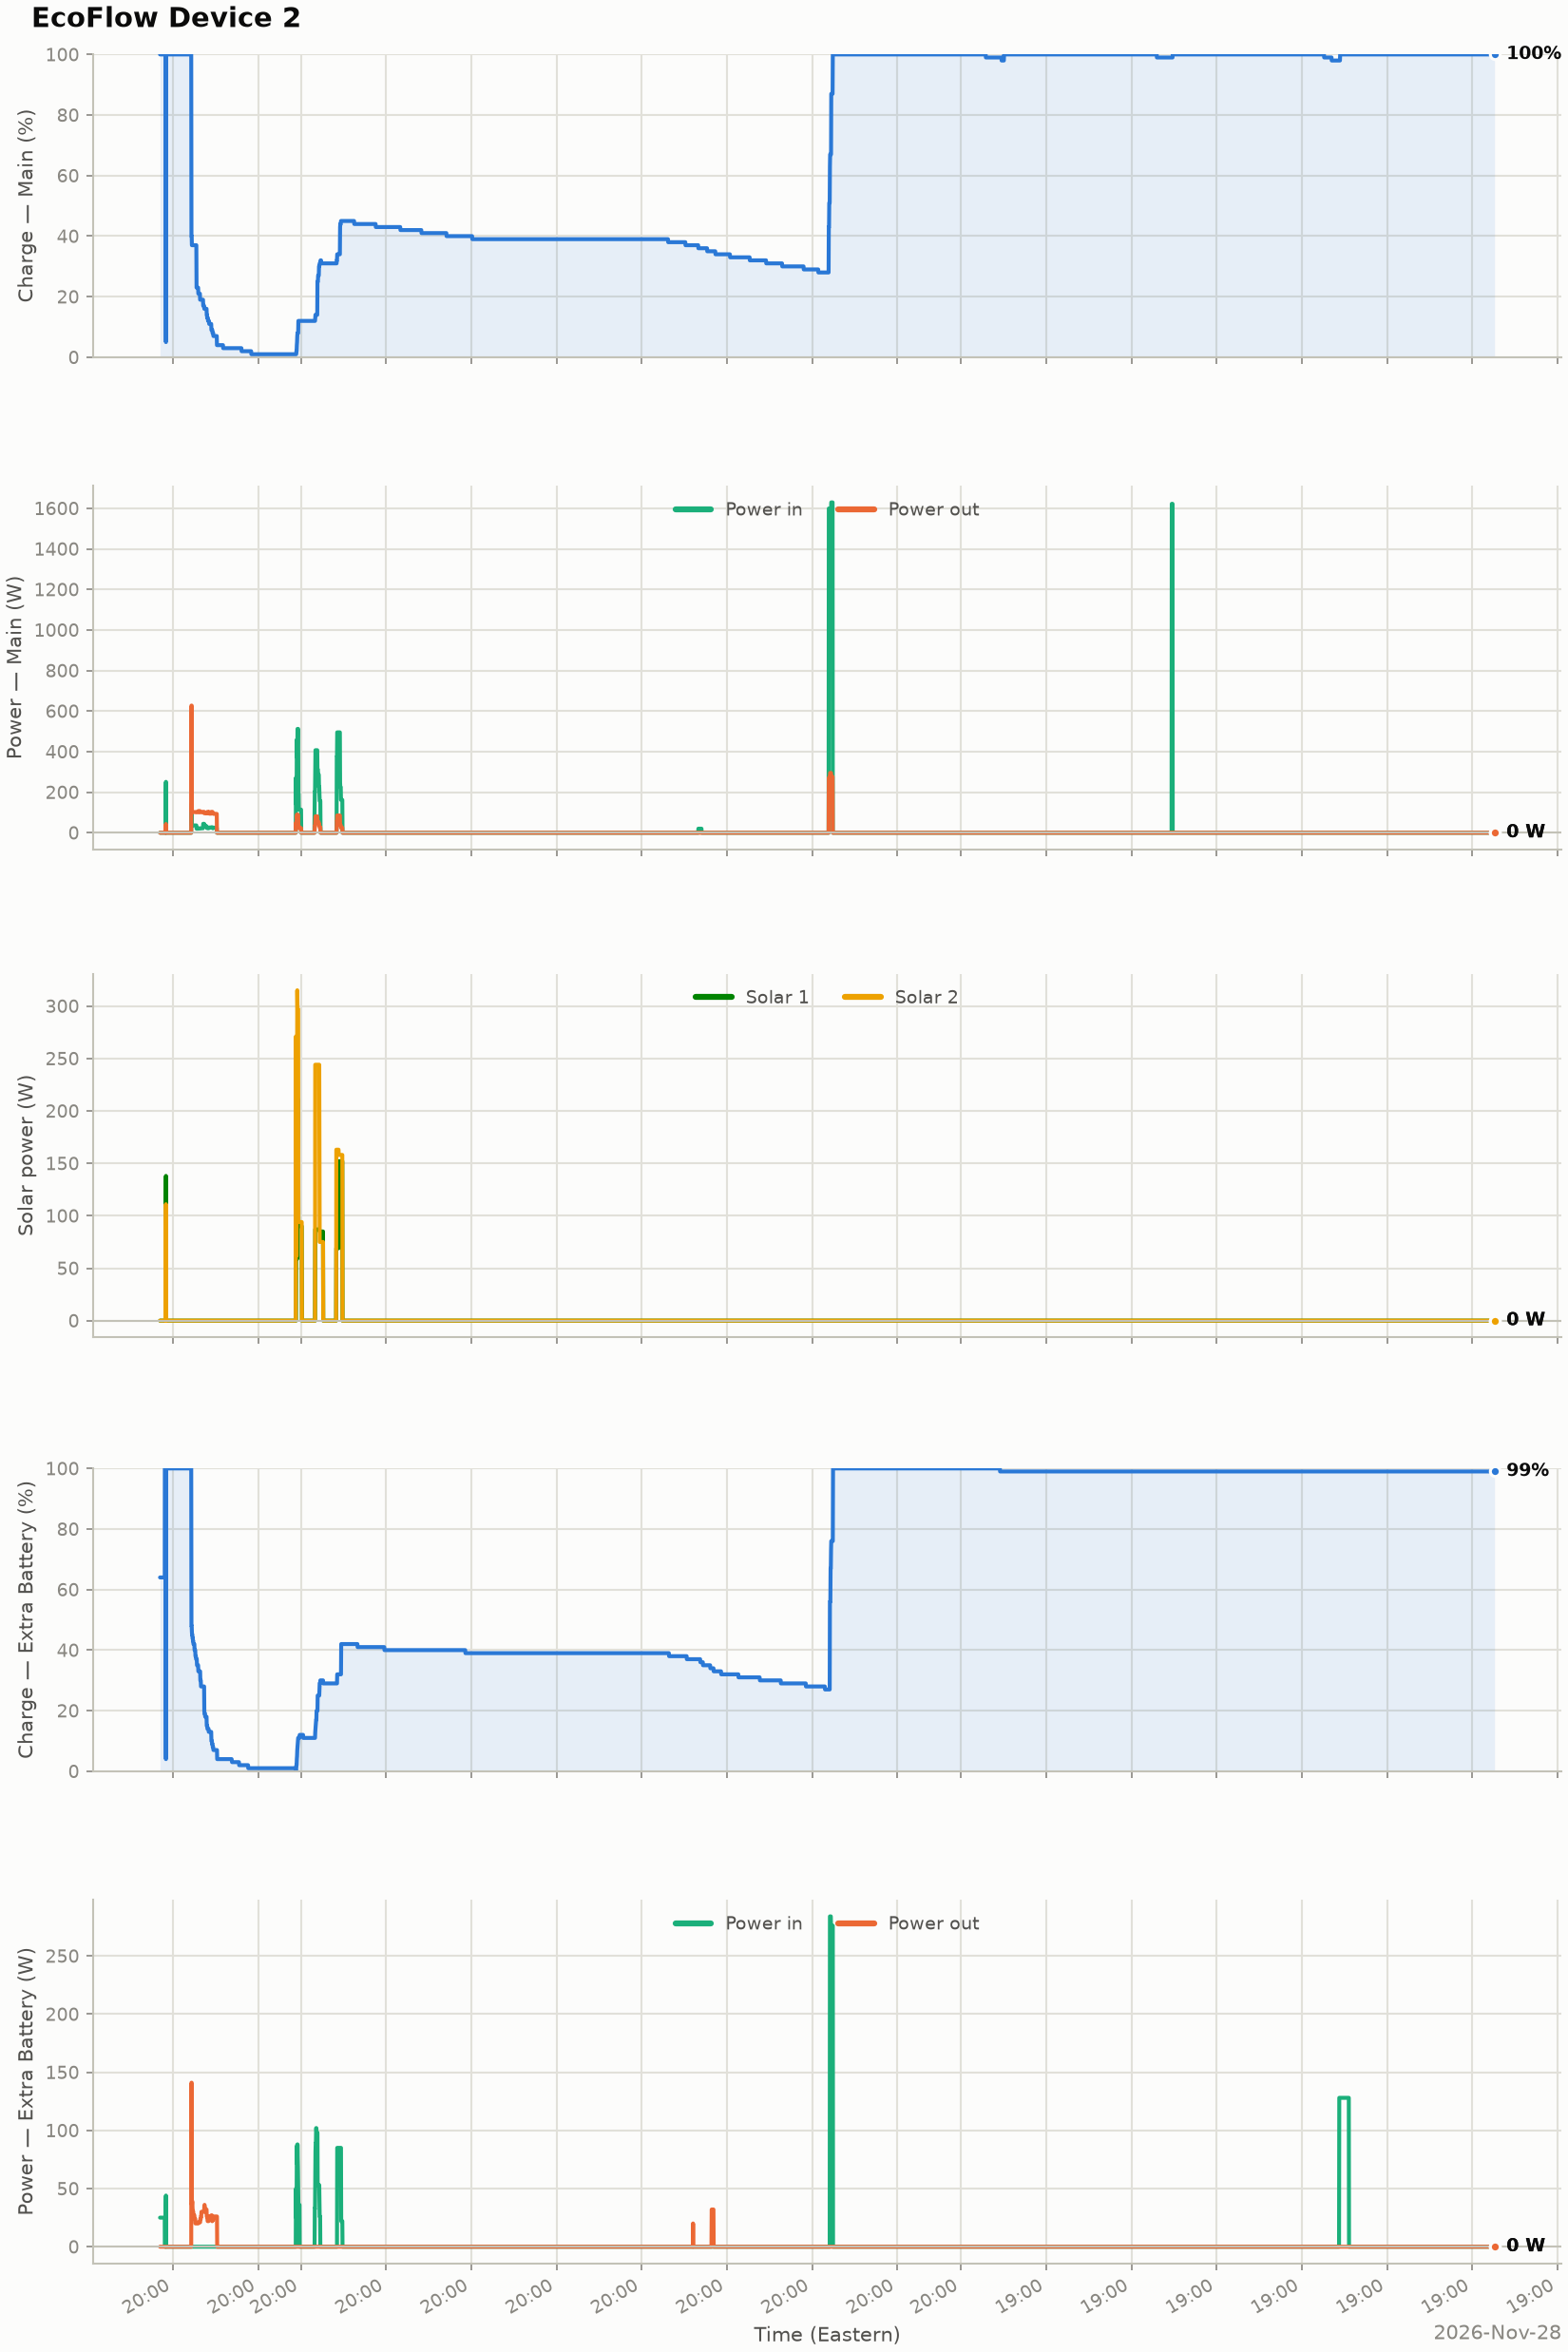 EcoFlow Device 2
Charge — Main (%)
100
80
60
40
20
0
100%
Power — Main (W)
1600
1400
1200
1000
800
600
400
200
0
Power in
Power out
0 W
Solar power (W)
300
250
200
150
100
50
0
Solar 1
Solar 2
0 W
Charge — Extra Battery (%)
100
80
60
40
20
0
99%
Power — Extra Battery (W)
250
200
150
100
50
0
Power in
Power out
0 W
20:00 20:00 20:00 20:00 20:00 20:00 20:00 20:00 20:00 20:00 20:00 19:00 19:00 19:00 19:00 19:00 19:00 19:00
Time (Eastern)
2026-Nov-28